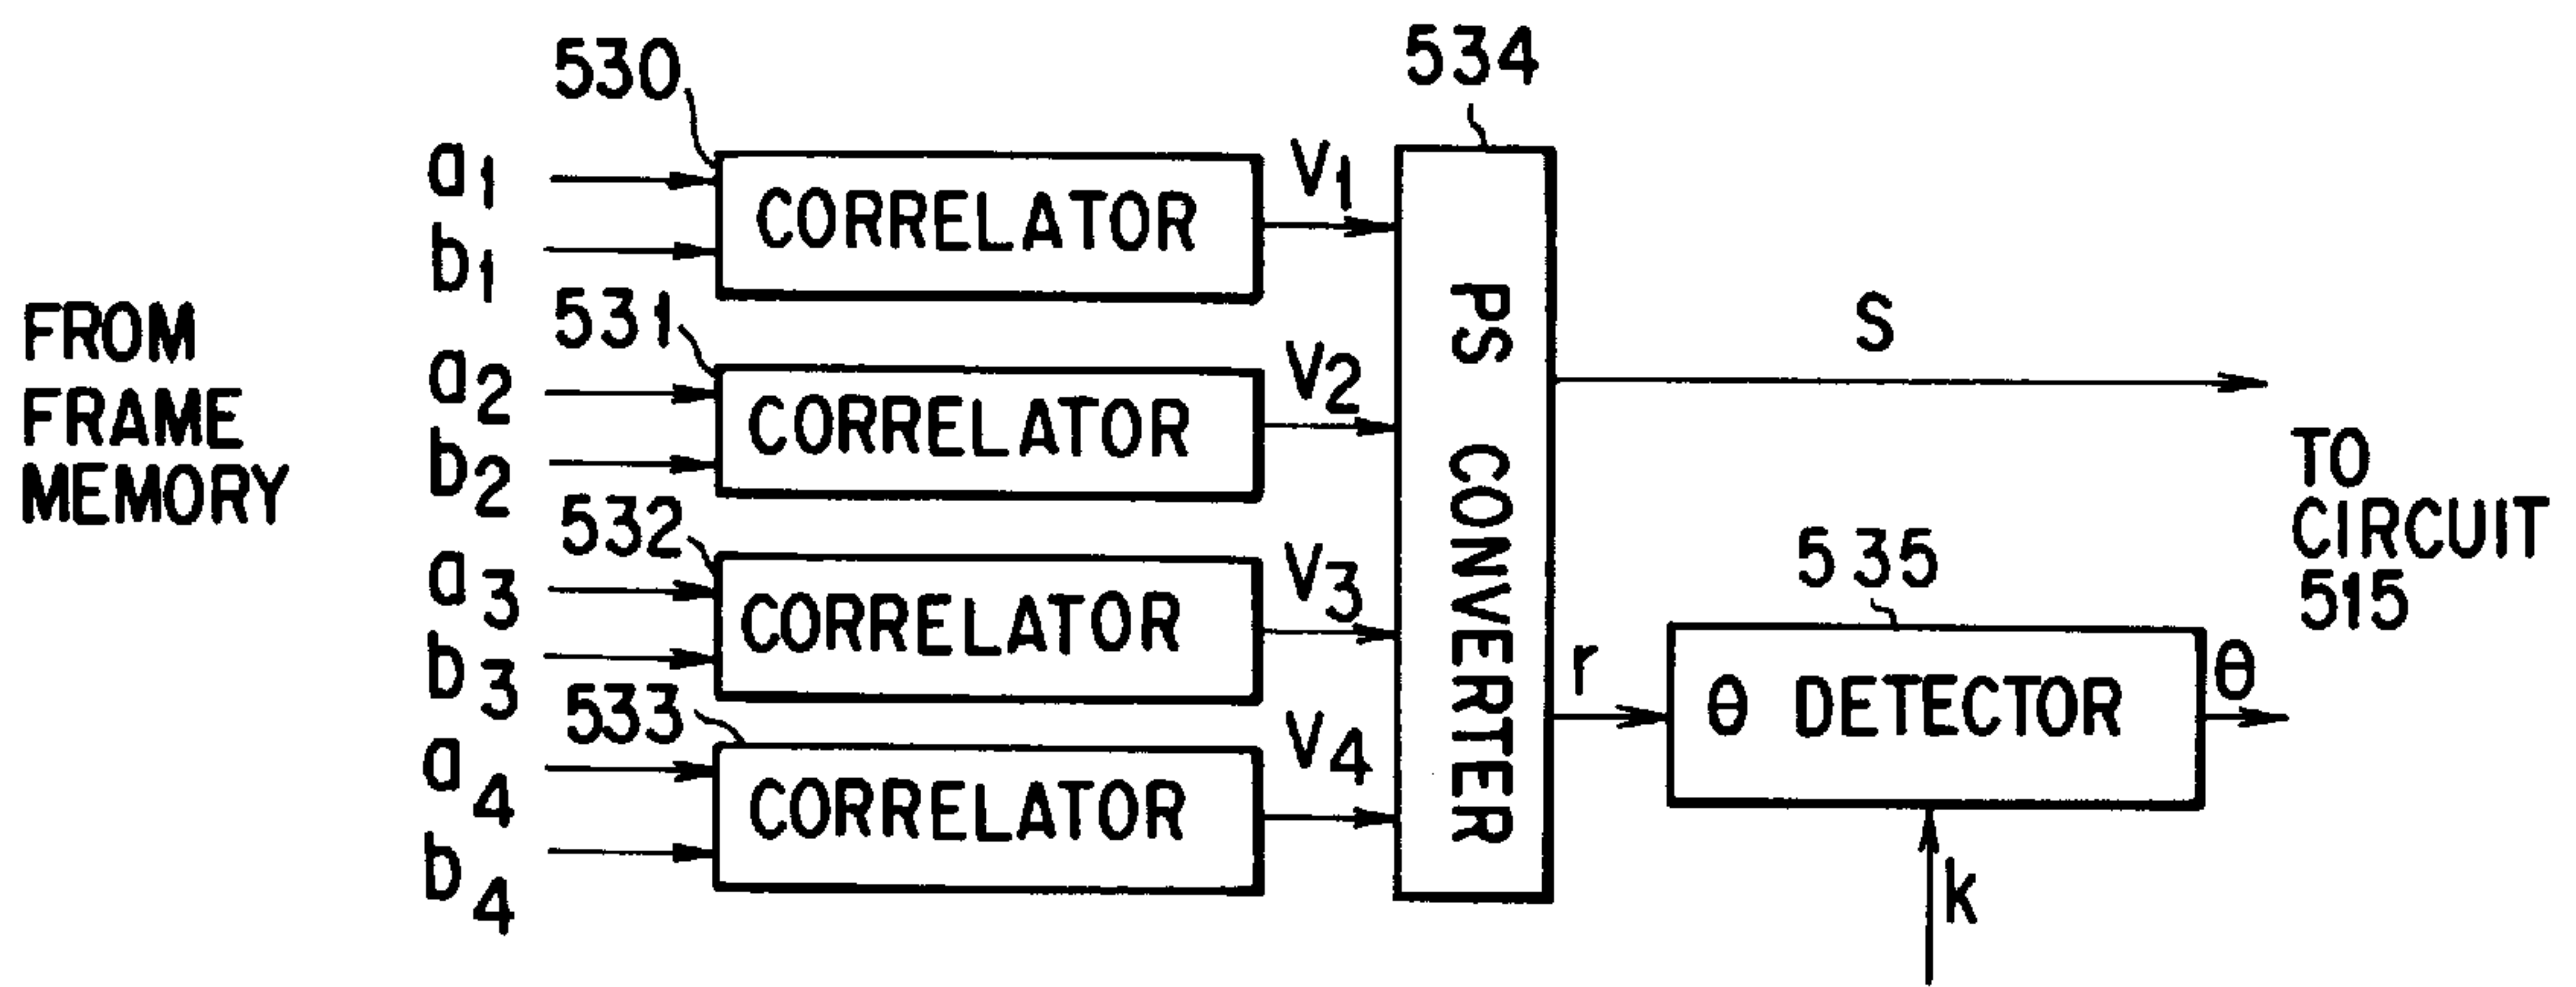 FROM
FRAME
MEMORY
a1
b1
a2
b2
a3
b3
a4
b4
530
CORRELATOR
531
CORRELATOR
532
CORRELATOR
533
CORRELATOR
V1
V2
V3
V4
534
PS CONVERTER
S
r
535
θ DETECTOR
θ
k
TO
CIRCUIT
515